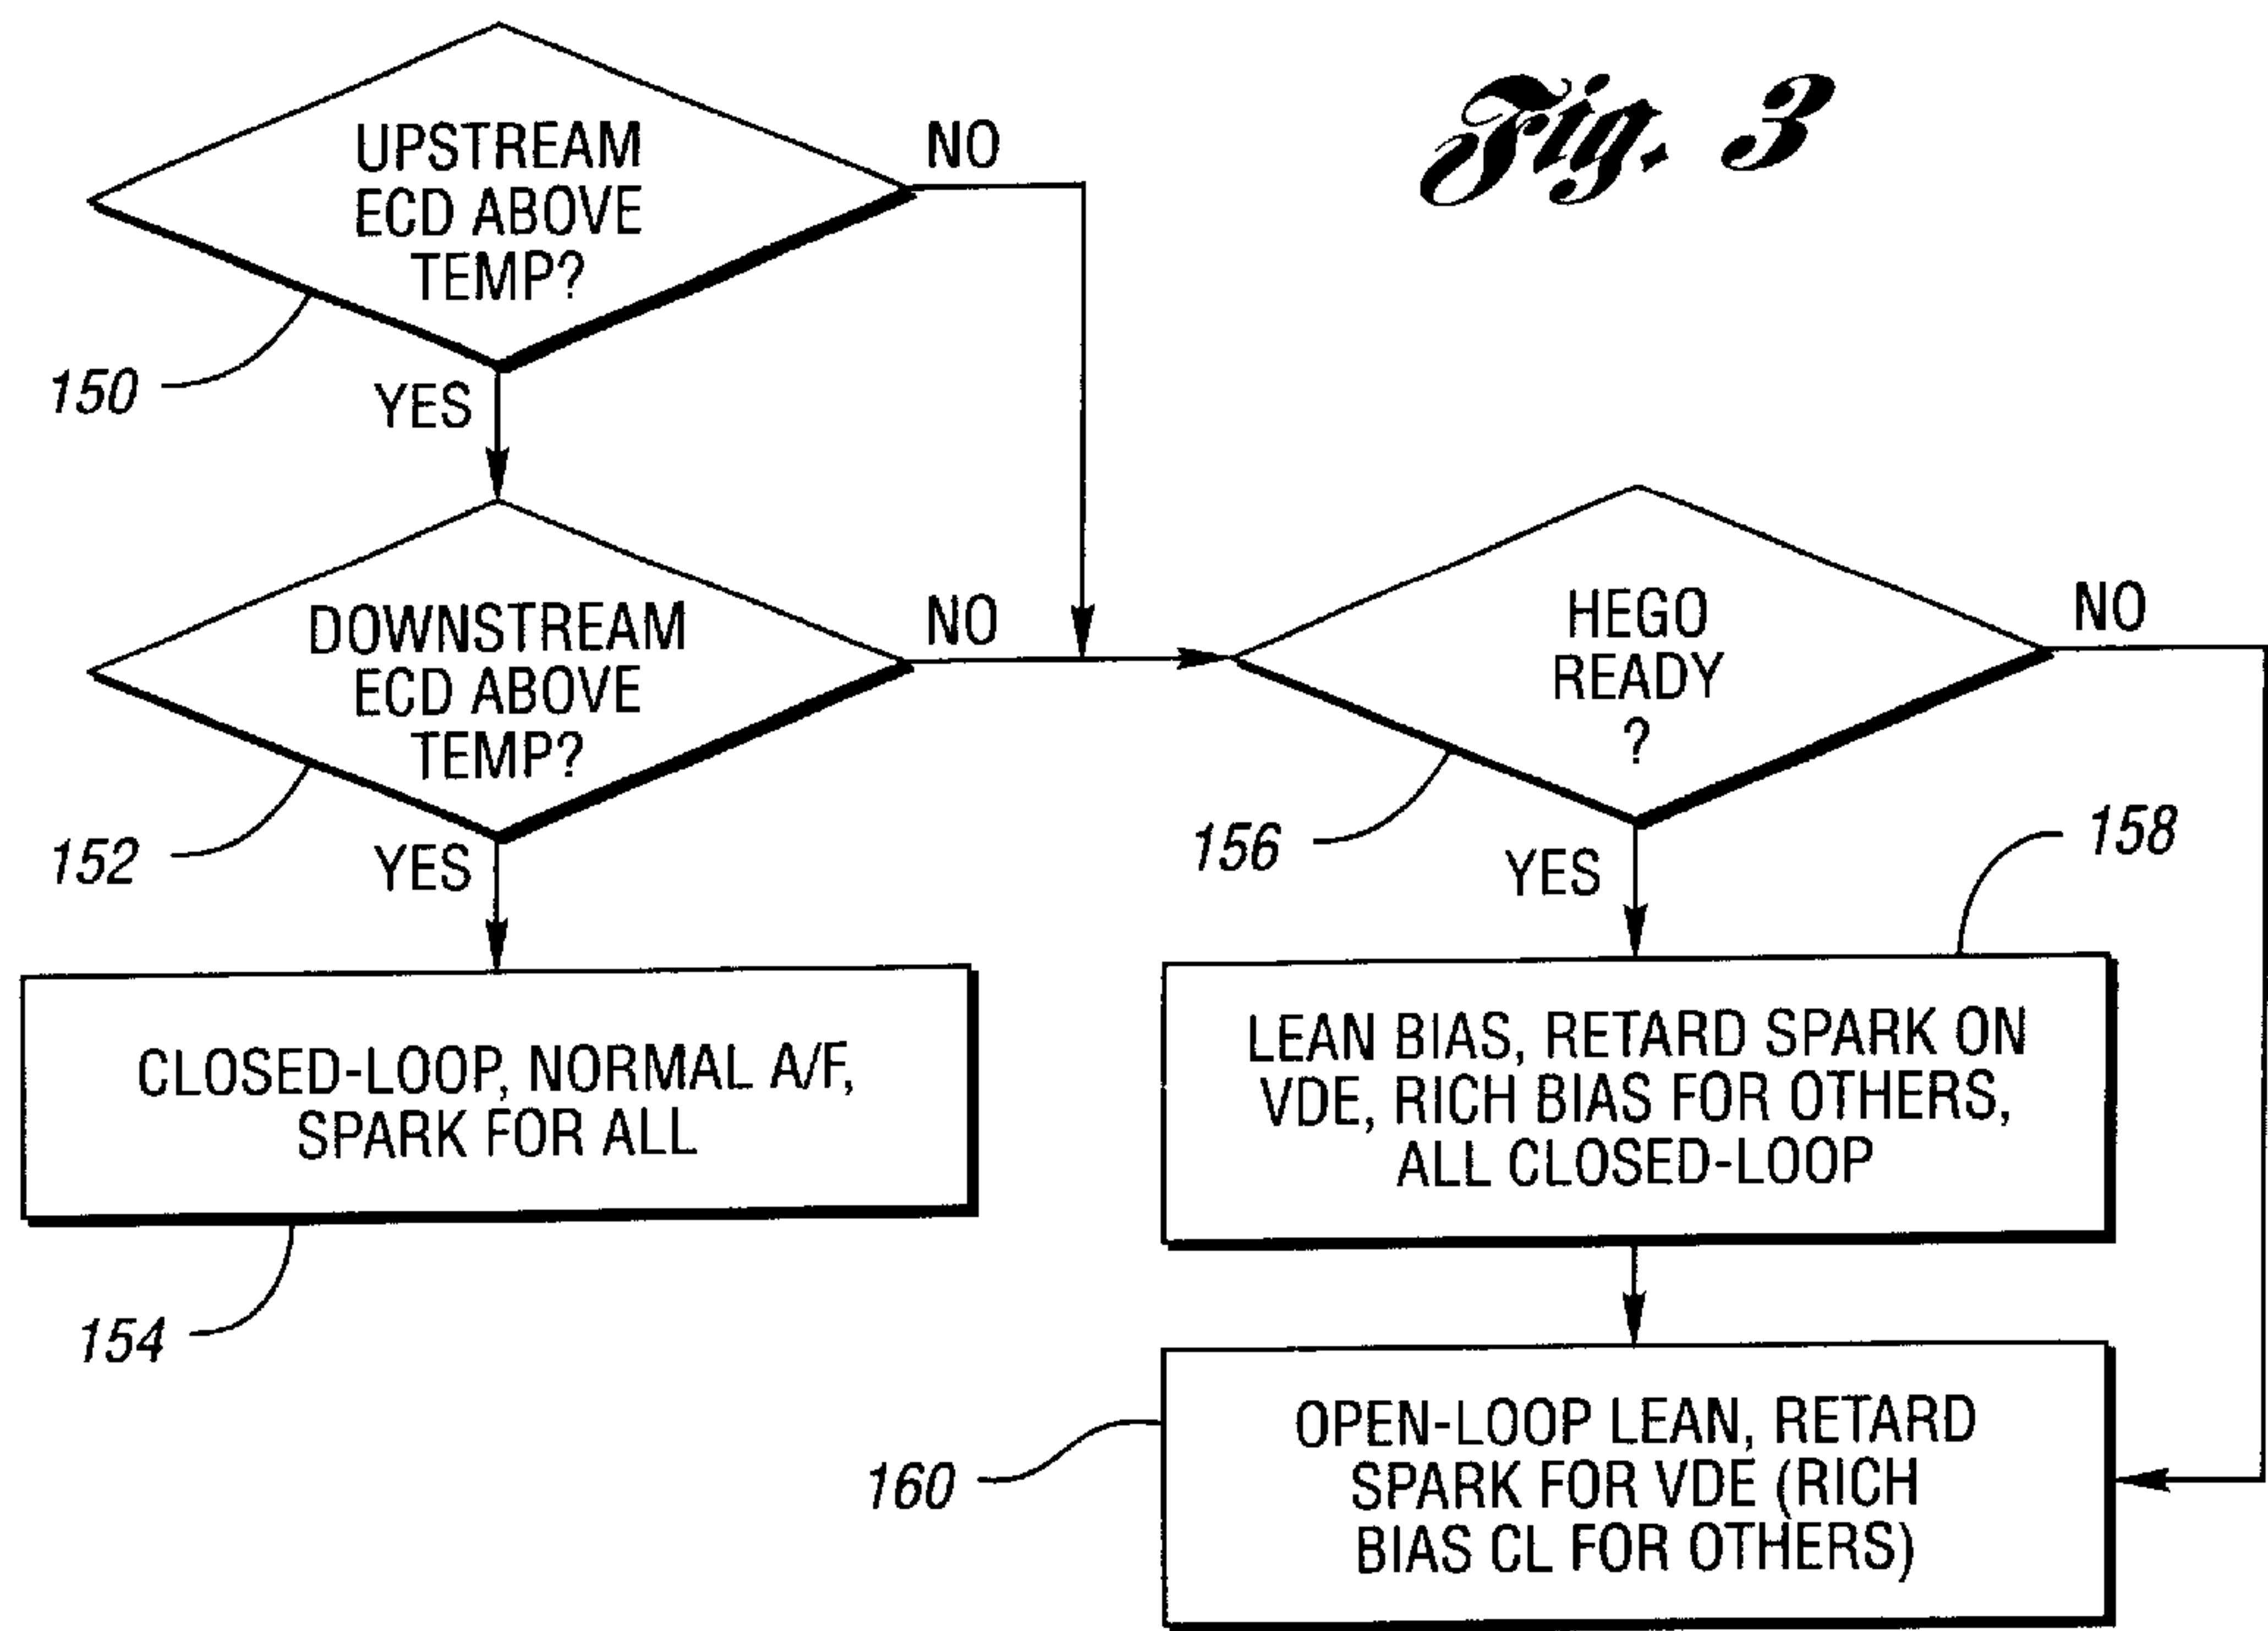 Fig. 3
UPSTREAM
ECD ABOVE
TEMP?
NO
150
YES
DOWNSTREAM
ECD ABOVE
TEMP?
NO
152
YES
CLOSED-LOOP, NORMAL A/F,
SPARK FOR ALL
154
HEGO
READY
?
NO
156
YES
158
LEAN BIAS, RETARD SPARK ON
VDE, RICH BIAS FOR OTHERS,
ALL CLOSED-LOOP
OPEN-LOOP LEAN, RETARD
SPARK FOR VDE (RICH
BIAS CL FOR OTHERS)
160